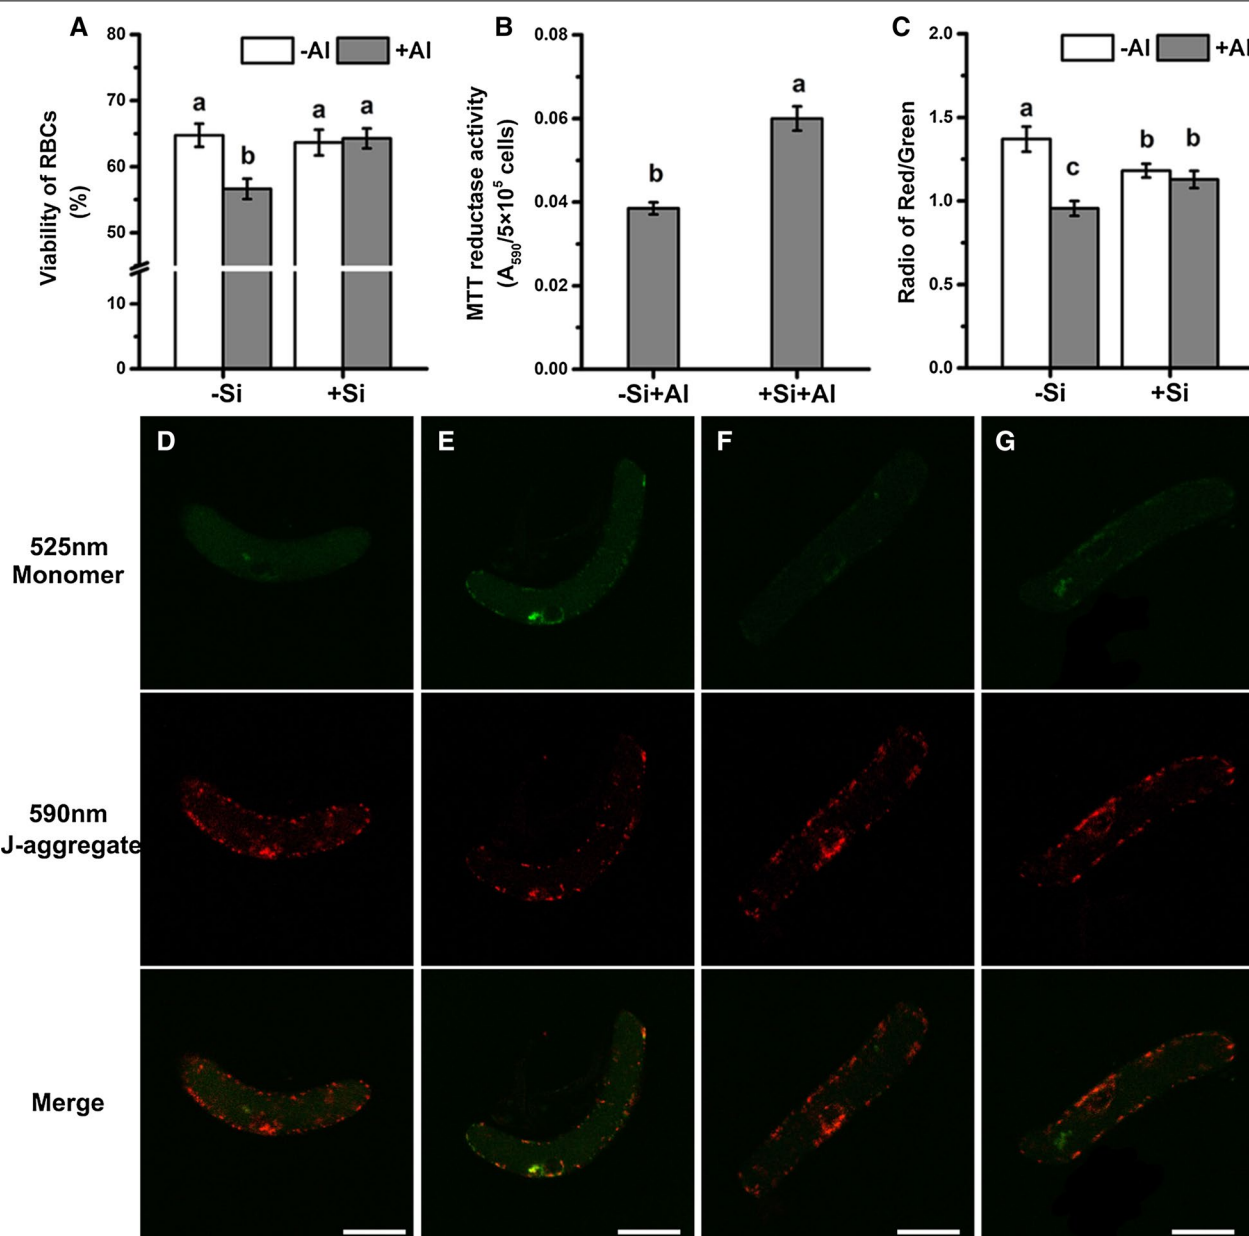 A
80
70
60
50
10
0
Viability of RBCs
(%)
-Al
+Al
a
b
a
a
-Si
+Si
B
0.08
0.06
0.04
0.02
0.00
MTT reductase activity
(A590/5×10⁵ cells)
b
a
-Si+Al
+Si+Al
C
2.0
1.5
1.0
0.5
0.0
Radio of Red/Green
-Al
+Al
a
c
b
b
-Si
+Si
D
E
F
G
525nm
Monomer
590nm
J-aggregate
Merge